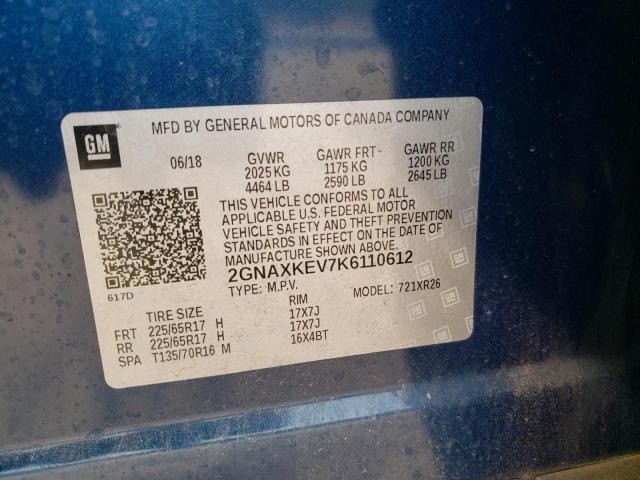 GM
MFD BY GENERAL MOTORS OF CANADA COMPANY
06/18 GVWR GAWR FRT- GAWR RR
2025 KG 1175 KG 1200 KG
4464 LB 2590 LB 2645 LB
THIS VEHICLE CONFORMS TO ALL
APPLICABLE U.S. FEDERAL MOTOR
VEHICLE SAFETY AND THEFT
PREVENTION STANDARDS IN EFFECT ON THE DATE OF
MANUFACTURE SHOWN ABOVE.
2GNAXKEV7K6110612
617D TYPE: M.P.V. MODEL: 721XR26
TIRE SIZE RIM
FRT 225/65R17 H 17X7J
RR 225/65R17 H 17X7J
SPA T135/70R16 M 16X4BT